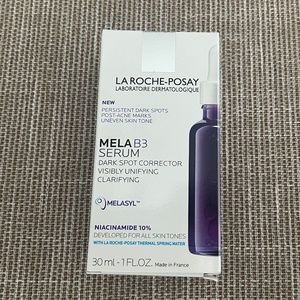 LA ROCHE-POSAY
LABORATOIRE DERMATOLOGIQUE
NEW
PERSISTENT DARK SPOTS
POST-ACNE MARKS
UNEVEN SKIN TONE
MELA B3
SERUM
DARK SPOT CORRECTOR
VISIBLY UNIFYING
CLARIFYING
MELASYL™
NIACINAMIDE 10%
DEVELOPED FOR ALL SKIN TONES
WITH LA ROCHE-POSAY THERMAL SPRING WATER
30 ml - 1 FL.OZ. Made in France